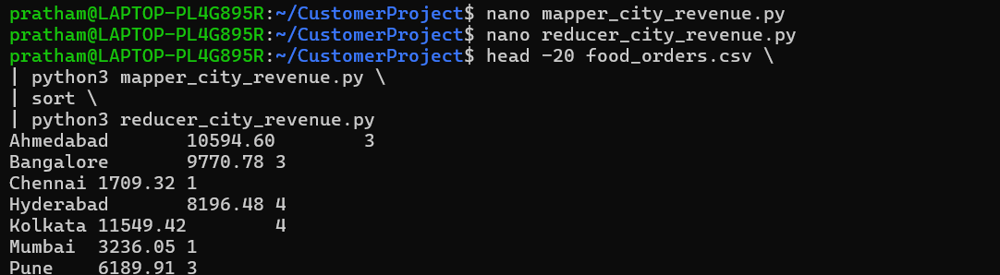 pratham@LAPTOP-PL4G895R:~/CustomerProject$ nano mapper_city_revenue.py
pratham@LAPTOP-PL4G895R:~/CustomerProject$ nano reducer_city_revenue.py
pratham@LAPTOP-PL4G895R:~/CustomerProject$ head -20 food_orders.csv \
| python3 mapper_city_revenue.py \
| sort \
| python3 reducer_city_revenue.py
Ahmedabad       10594.60        3
Bangalore       9770.78 3
Chennai 1709.32 1
Hyderabad       8196.48 4
Kolkata 11549.42        4
Mumbai  3236.05 1
Pune    6189.91 3